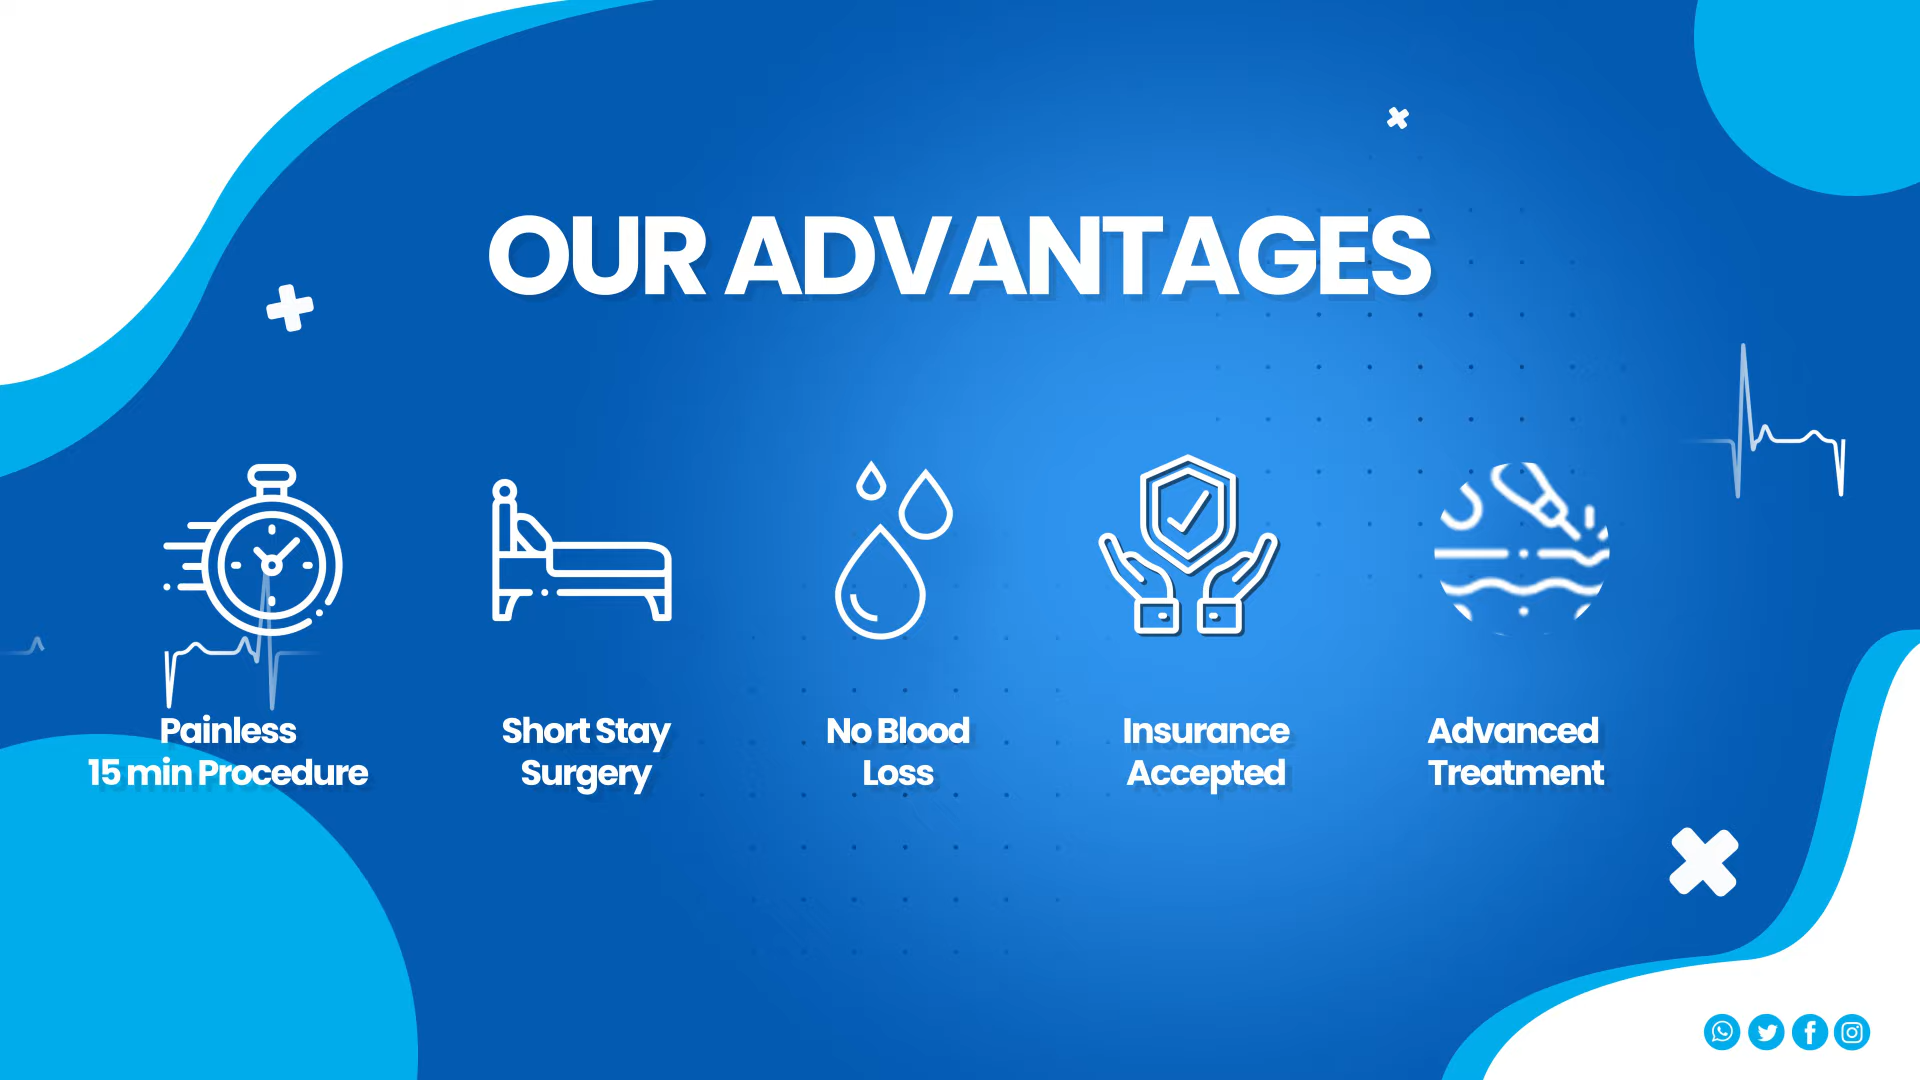 OUR ADVANTAGES
Painless
15 min Procedure
Short Stay
Surgery
No Blood
Loss
Insurance
Accepted
Advanced
Treatment